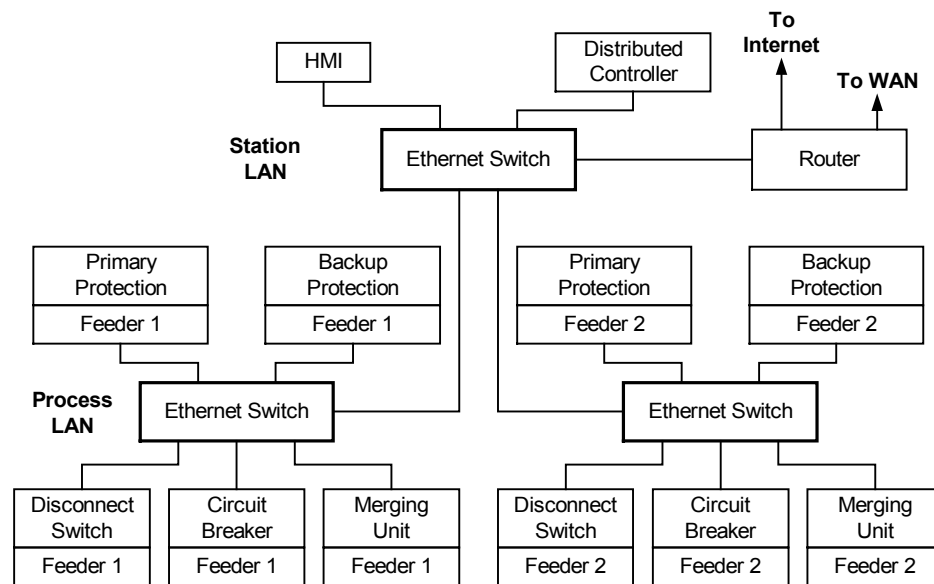 To
Internet
HMI
Distributed
Controller
To WAN
Station
LAN
Ethernet Switch
Router
Primary
Protection
Feeder 1
Backup
Protection
Feeder 1
Primary
Protection
Feeder 2
Backup
Protection
Feeder 2
Process
LAN
Ethernet Switch
Ethernet Switch
Disconnect
Switch
Feeder 1
Circuit
Breaker
Feeder 1
Merging
Unit
Feeder 1
Disconnect
Switch
Feeder 2
Circuit
Breaker
Feeder 2
Merging
Unit
Feeder 2